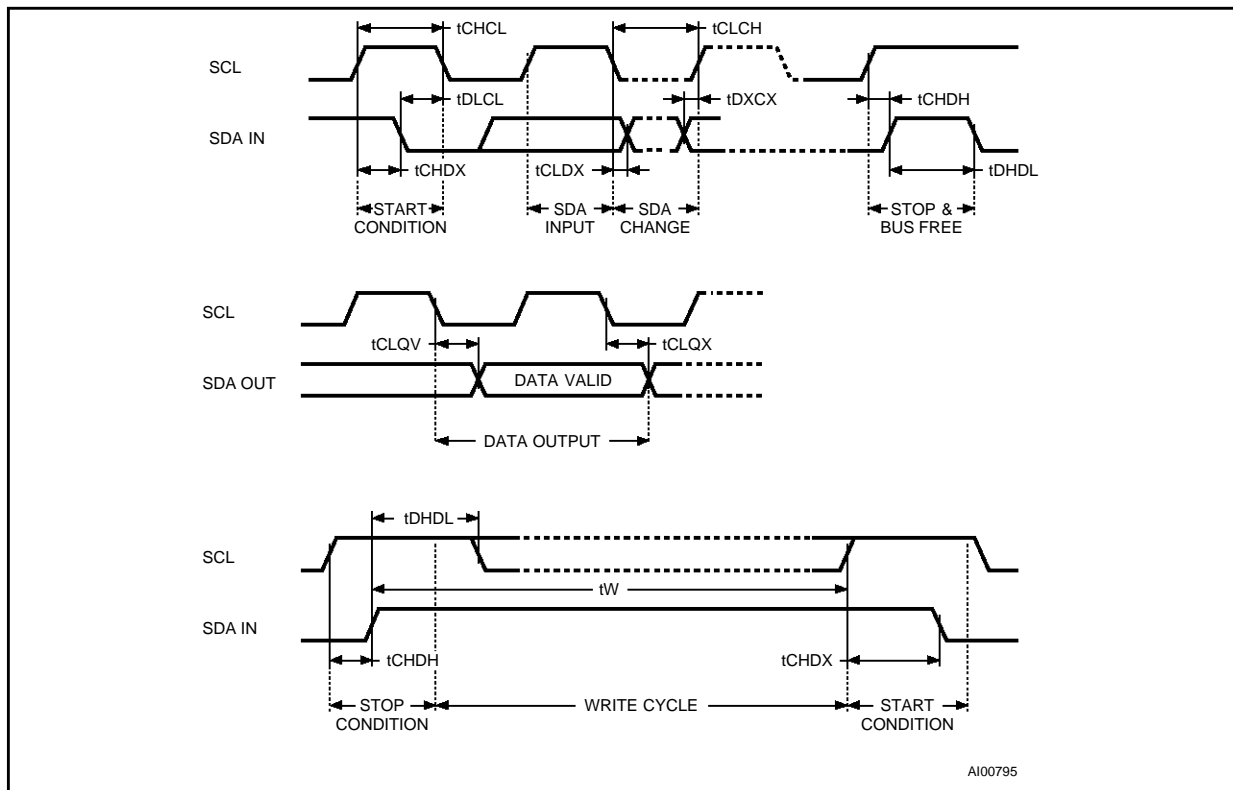 tCHCL
tCLCH
SCL
tDLCL
tDXCX
tCHDH
SDA IN
tCHDX
tCLDX
tDHDL
START
CONDITION
SDA
INPUT
SDA
CHANGE
STOP &
BUS FREE
SCL
tCLQV
tCLQX
SDA OUT
DATA VALID
DATA OUTPUT
tDHDL
SCL
tW
SDA IN
tCHDH
tCHDX
STOP
CONDITION
WRITE CYCLE
START
CONDITION
AI00795